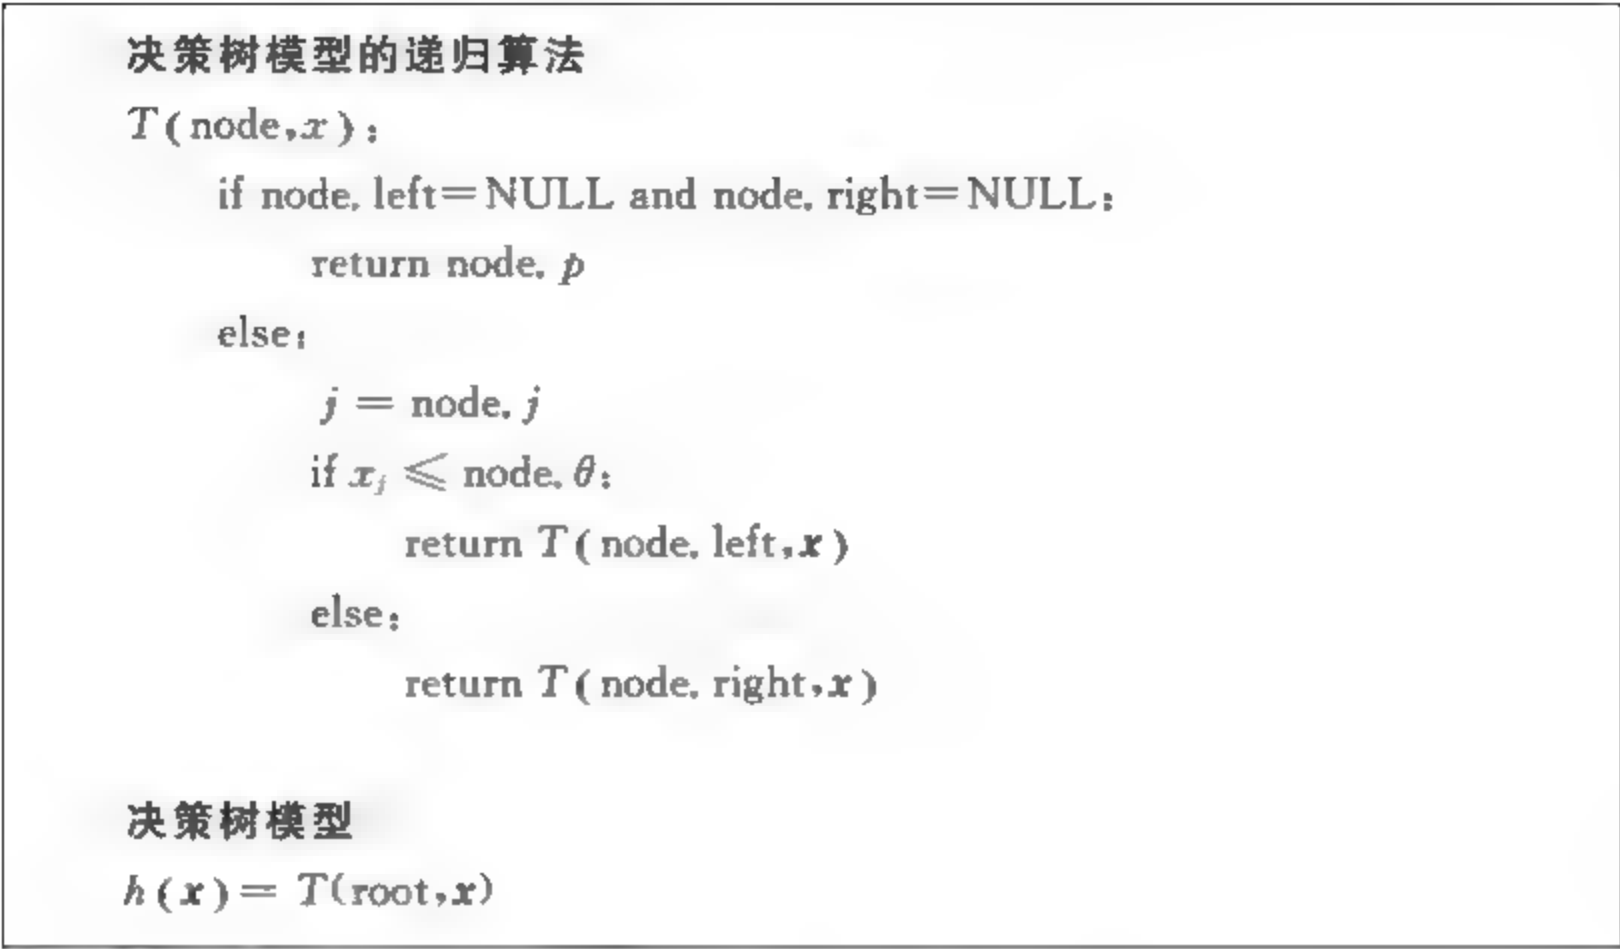 决策树模型的递归算法
T(node,x):
if node.left=NULL and node.right=NULL:
return node.p
else:
j = node.j
if x_j ⩽ node.θ:
return T(node.left,x)
else:
return T(node.right,x)
决策树模型
h(x)= T(root,x)